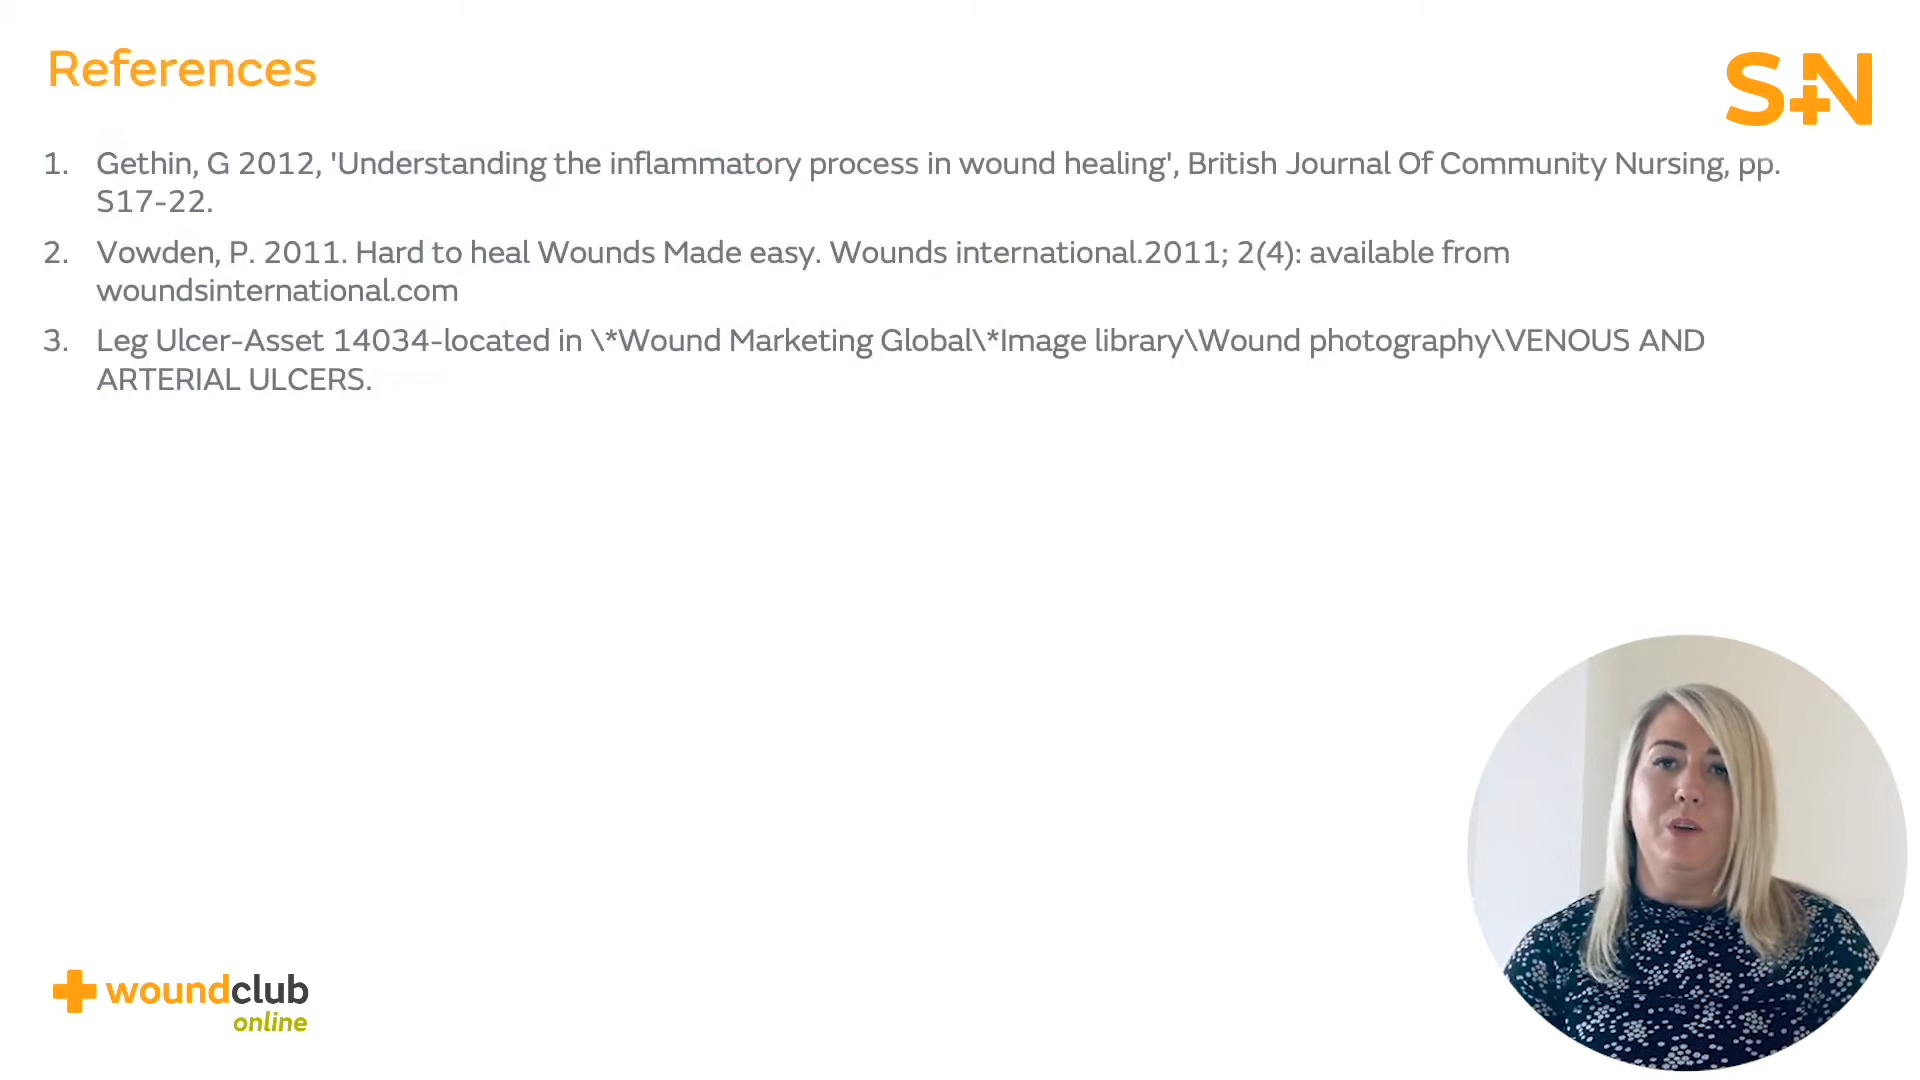 References
S+N
1. Gethin, G 2012, 'Understanding the inflammatory process in wound healing', British Journal Of Community Nursing, pp.
S17-22.
2. Vowden, P. 2011. Hard to heal Wounds Made easy. Wounds international.2011; 2(4): available from
woundsinternational.com
3. Leg Ulcer-Asset 14034-located in \*Wound Marketing Global\*Image library\Wound photography\VENOUS AND
ARTERIAL ULCERS.
woundclub
online